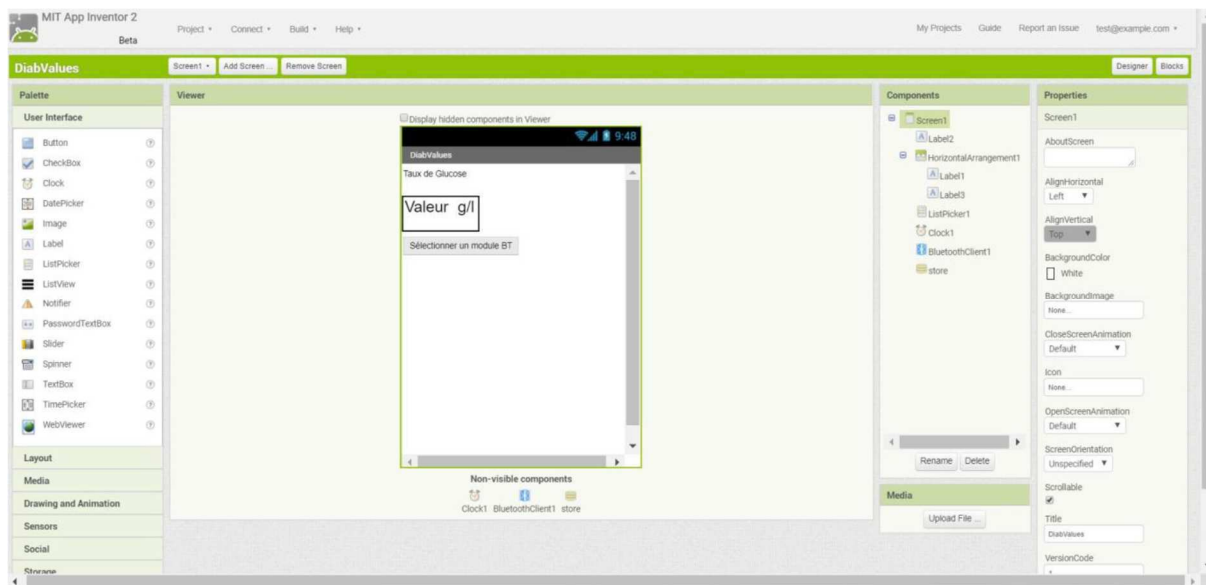 MIT App Inventor 2
Beta
Project Connect Build Help
My Projects Guide Report an Issue test@example.com
DiabValues
Screen1 Add Screen ... Remove Screen
Designer Blocks
Palette
User Interface
Button
CheckBox
Clock
DatePicker
Image
Label
ListPicker
ListView
Notifier
PasswordTextBox
Slider
Spinner
TextBox
TimePicker
WebViewer
Layout
Media
Drawing and Animation
Sensors
Social
Storage
Viewer
Display hidden components in Viewer
9:48
DiabValues
Taux de Glucose
Valeur g/l
Sélectionner un module BT
Non-visible components
Clock1 BluetoothClient1 store
Components
Screen1
Label2
HorizontalArrangement1
Label1
Label3
ListPicker1
Clock1
BluetoothClient1
store
Rename Delete
Media
Upload File ...
Properties
Screen1
AboutScreen
AlignHorizontal
Left
AlignVertical
Top
BackgroundColor
White
BackgroundImage
None...
CloseScreenAnimation
Default
Icon
None...
OpenScreenAnimation
Default
ScreenOrientation
Unspecified
Scrollable
Title
DiabValues
VersionCode